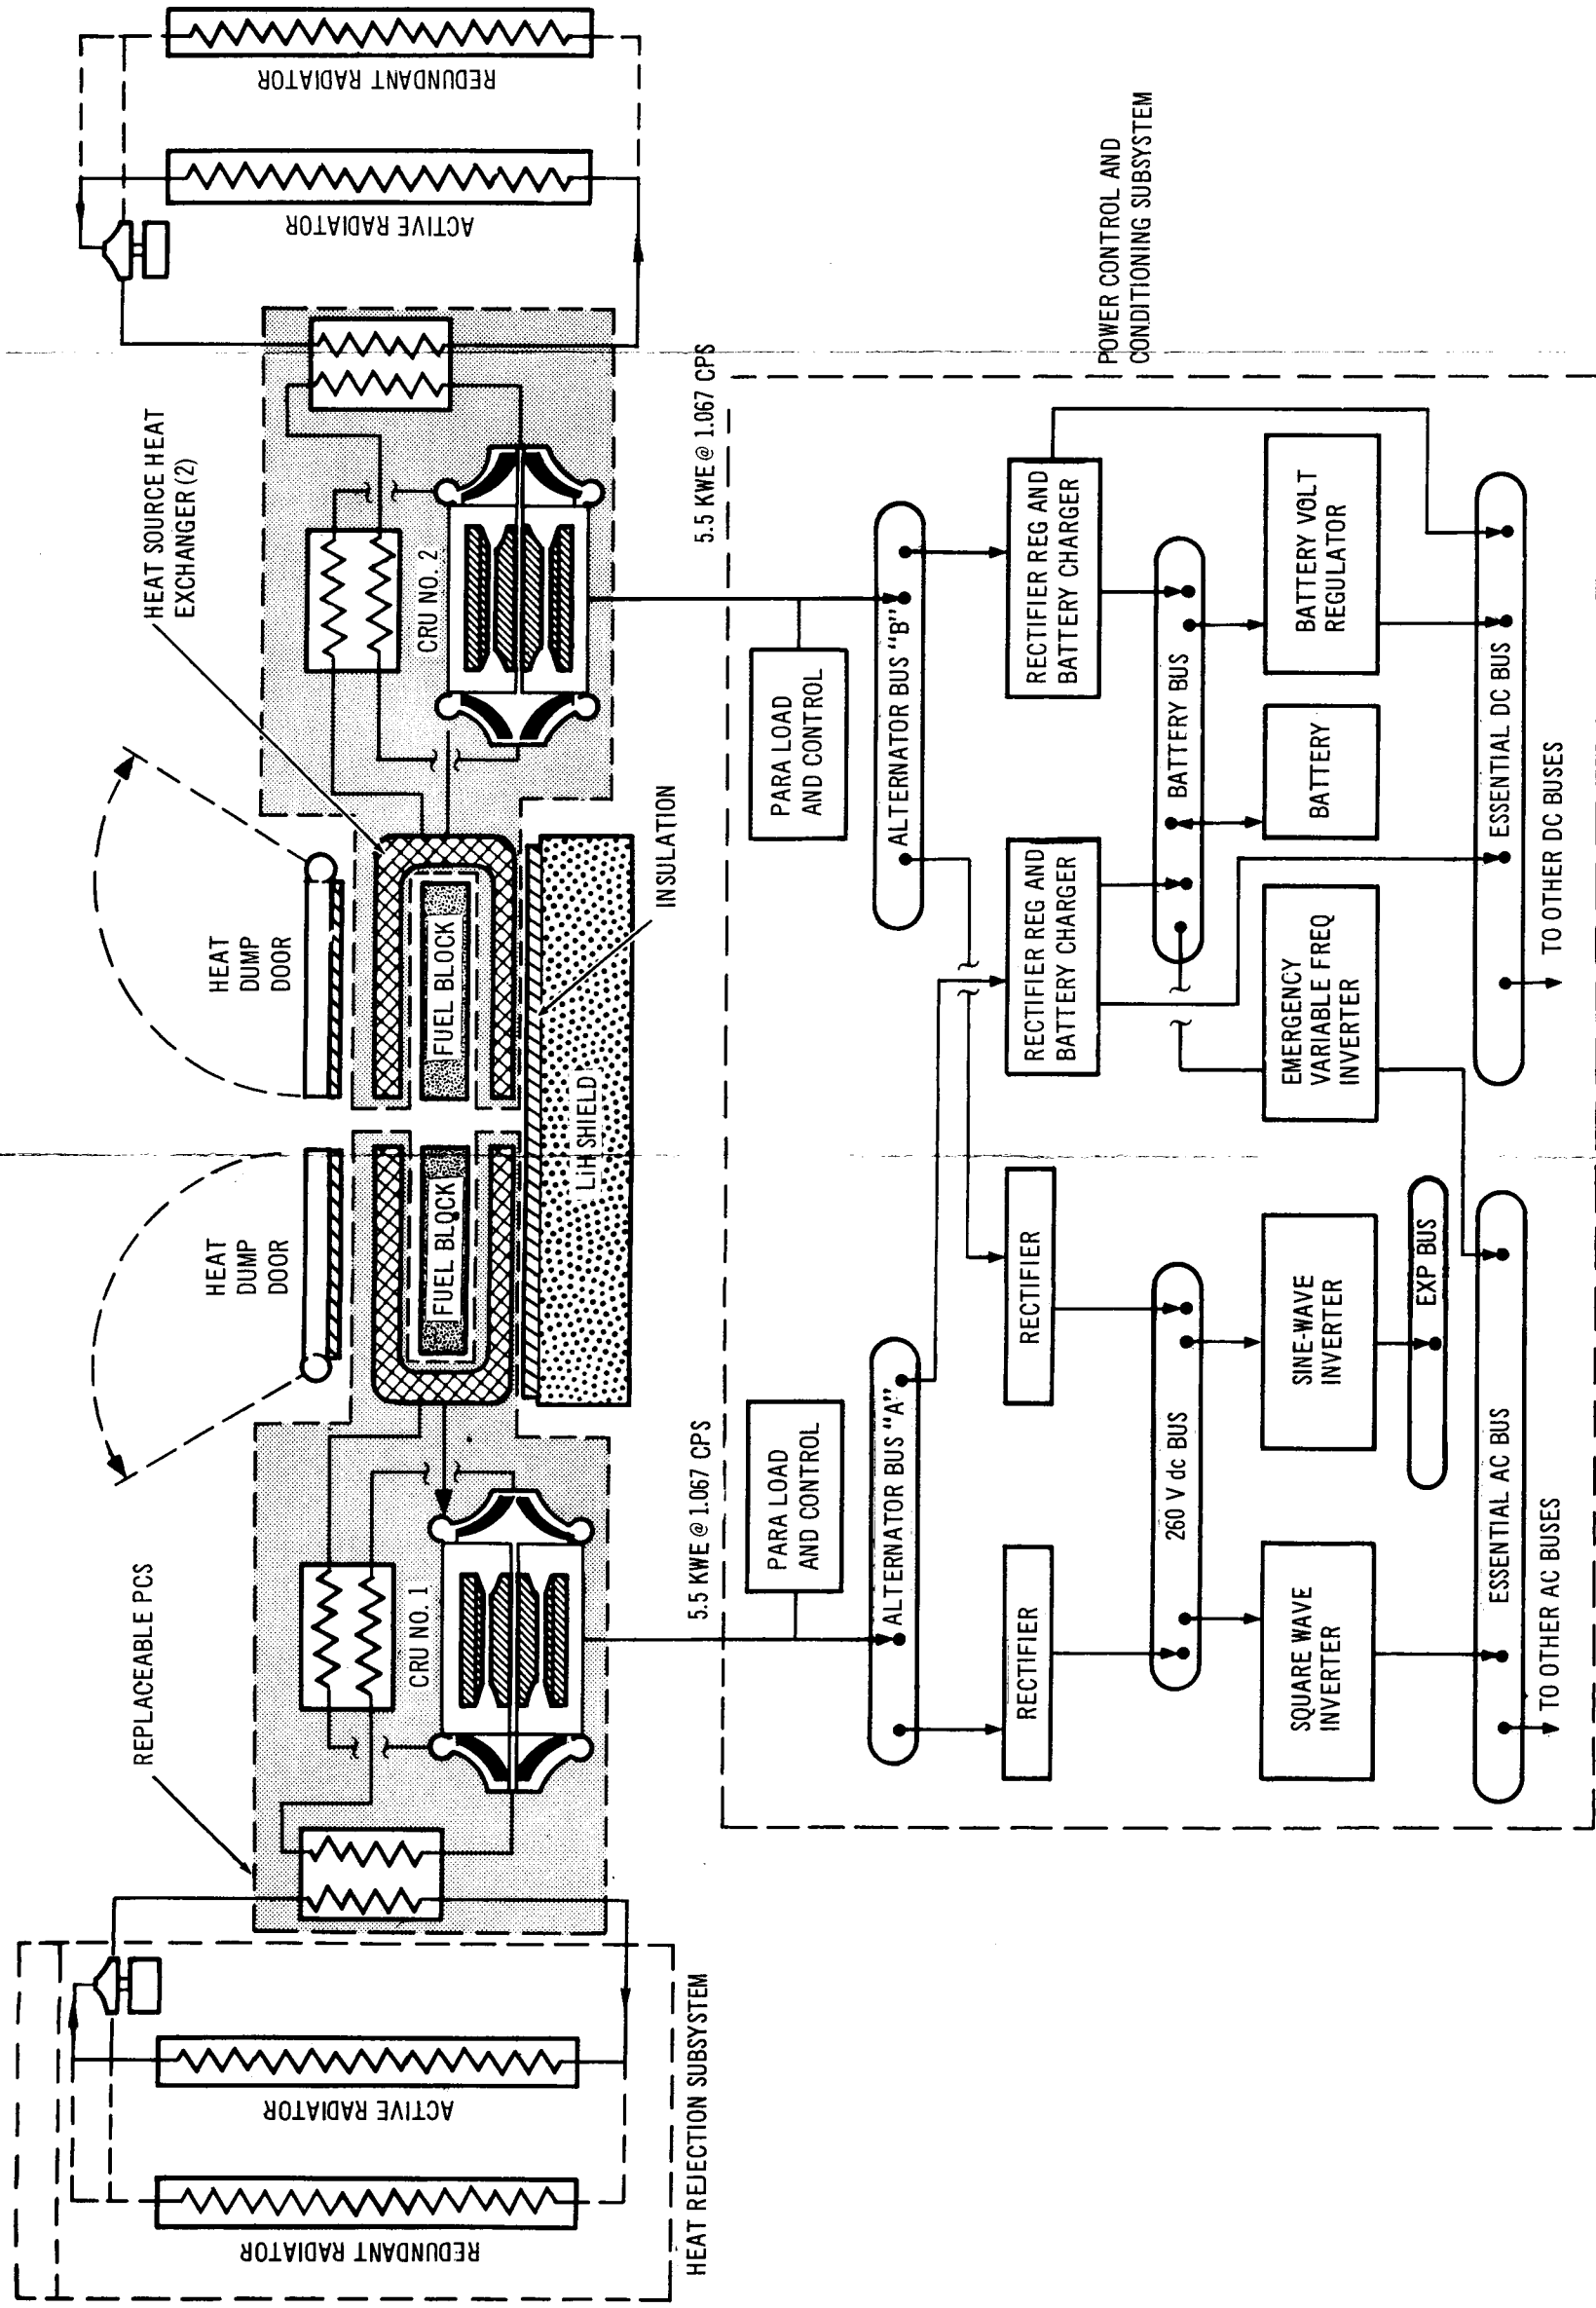 REPLACEABLE PCS
HEAT DUMP DOOR
HEAT DUMP DOOR
HEAT SOURCE HEAT
EXCHANGER (2)
REDUNDANT RADIATOR
ACTIVE RADIATOR
HEAT REJECTION SUBSYSTEM
CRU NO. 1
FUEL BLOCK
FUEL BLOCK
CRU NO. 2
ACTIVE RADIATOR
REDUNDANT RADIATOR
LiH SHIELD
INSULATION
5.5 KWE @ 1.067 CPS
5.5 KWE @ 1.067 CPS
POWER CONTROL AND
CONDITIONING SUBSYSTEM
PARA LOAD
AND CONTROL
PARA LOAD
AND CONTROL
ALTERNATOR BUS "A"
ALTERNATOR BUS "B"
RECTIFIER
RECTIFIER
RECTIFIER REG AND
BATTERY CHARGER
RECTIFIER REG AND
BATTERY CHARGER
260 V dc BUS
BATTERY BUS
SQUARE WAVE
INVERTER
SINE-WAVE
INVERTER
EMERGENCY
VARIABLE FREQ
INVERTER
BATTERY
BATTERY VOLT
REGULATOR
EXP BUS
ESSENTIAL AC BUS
ESSENTIAL DC BUS
TO OTHER AC BUSES
TO OTHER DC BUSES